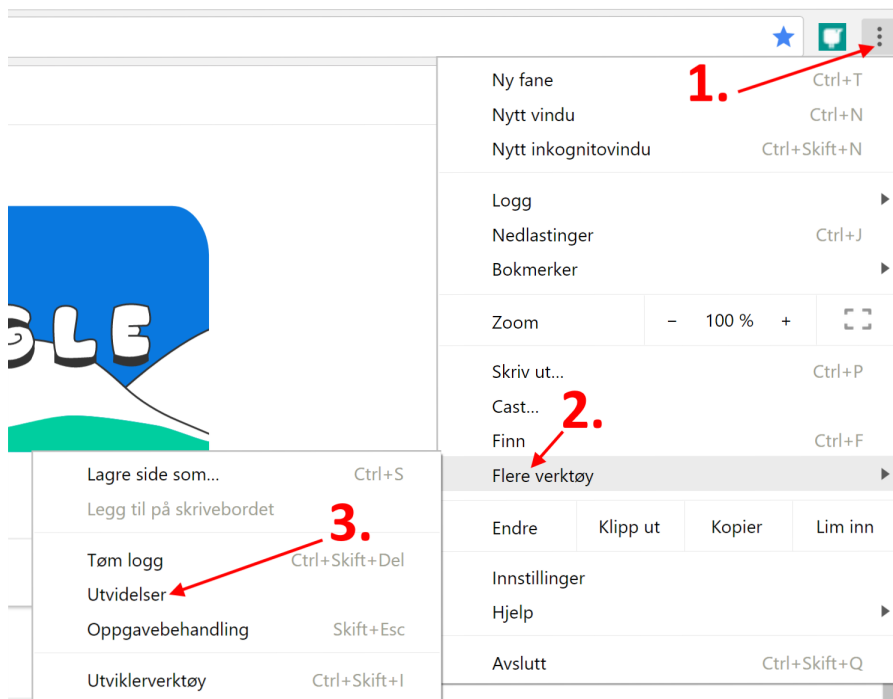 1.
Ny fane Ctrl+T
Nytt vindu Ctrl+N
Nytt inkognitovindu Ctrl+Skift+N
Logg
Nedlastinger Ctrl+J
Bokmerker
Zoom − 100 % +
Skriv ut... Ctrl+P
Cast...
2.
Finn Ctrl+F
Flere verktøy
Endre Klipp ut Kopier Lim inn
Innstillinger
Hjelp
Avslutt Ctrl+Skift+Q
GLE
Lagre side som... Ctrl+S
Legg til på skrivebordet
3.
Tøm logg Ctrl+Skift+Del
Utvidelser
Oppgavebehandling Skift+Esc
Utviklerverktøy Ctrl+Skift+I